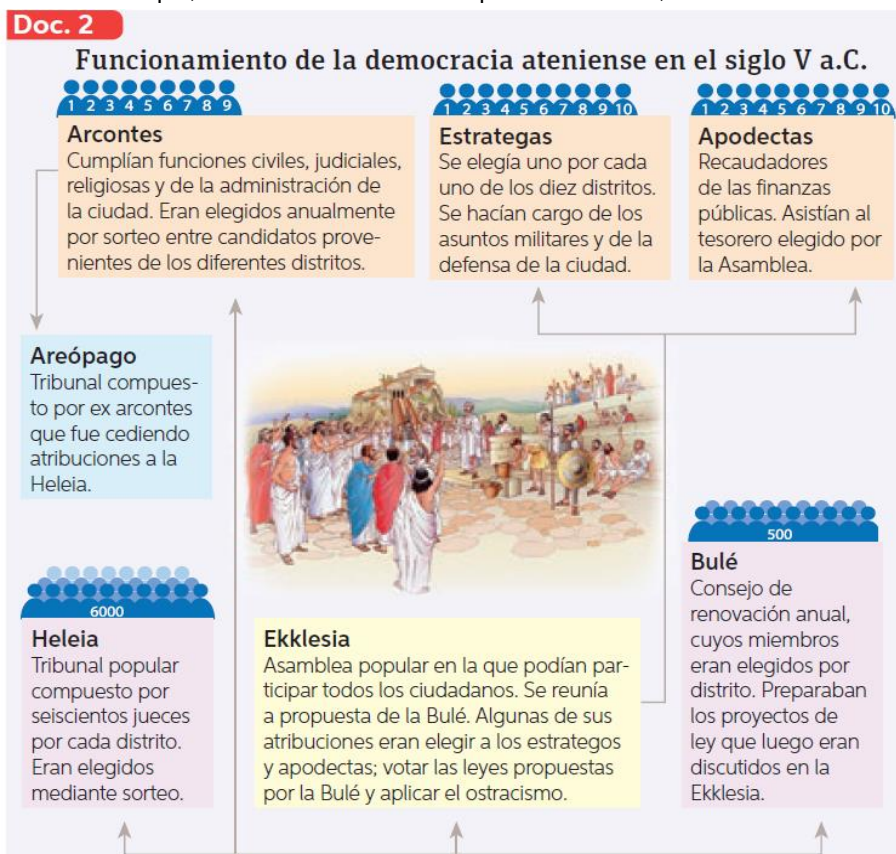 Doc. 2
Funcionamiento de la democracia ateniense en el siglo V a.C.
1 2 3 4 5 6 7 8 9
Arcontes
Cumplían funciones civiles, judiciales,
religiosas y de la administración de
la ciudad. Eran elegidos anualmente
por sorteo entre candidatos prove-
nientes de los diferentes distritos.
1 2 3 4 5 6 7 8 9 10
Estrategas
Se elegía uno por cada
uno de los diez distritos.
Se hacían cargo de los
asuntos militares y de la
defensa de la ciudad.
1 2 3 4 5 6 7 8 9 10
Apodectas
Recaudadores
de las finanzas
públicas. Asistían al
tesorero elegido por
la Asamblea.
Areópago
Tribunal compues-
to por ex arcontes
que fue cediendo
atribuciones a la
Heleia.
6000
Heleia
Tribunal popular
compuesto por
seiscientos jueces
por cada distrito.
Eran elegidos
mediante sorteo.
Ekklesia
Asamblea popular en la que podían par-
ticipar todos los ciudadanos. Se reunía
a propuesta de la Bulé. Algunas de sus
atribuciones eran elegir a los estrategos
y apodectas; votar las leyes propuestas
por la Bulé y aplicar el ostracismo.
500
Bulé
Consejo de
renovación anual,
cuyos miembros
eran elegidos por
distrito. Preparaban
los proyectos de
ley que luego eran
discutidos en la
Ekklesia.